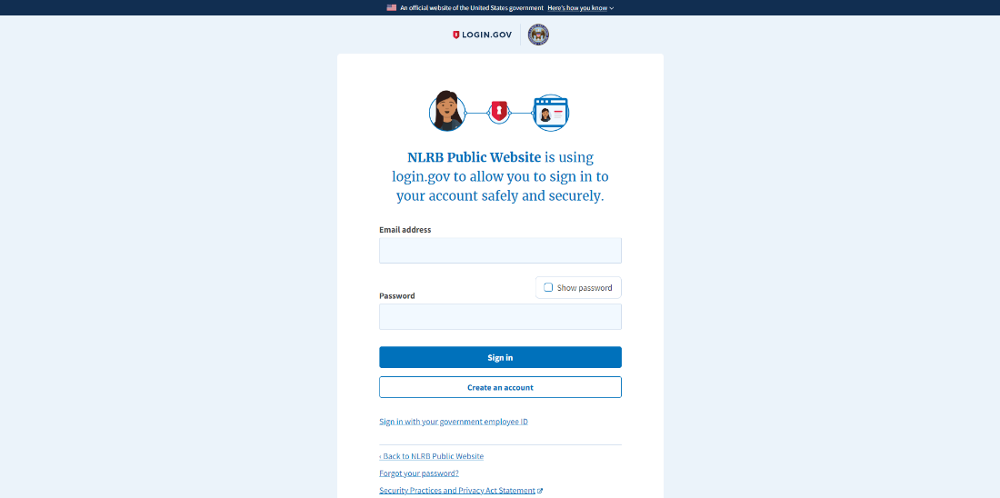 An official website of the United States government Here's how you know
LOGIN.GOV
NLRB Public Website is using
login.gov to allow you to sign in to
your account safely and securely.
Email address
Show password
Password
Sign in
Create an account
Sign in with your government employee ID
‹ Back to NLRB Public Website
Forgot your password?
Security Practices and Privacy Act Statement